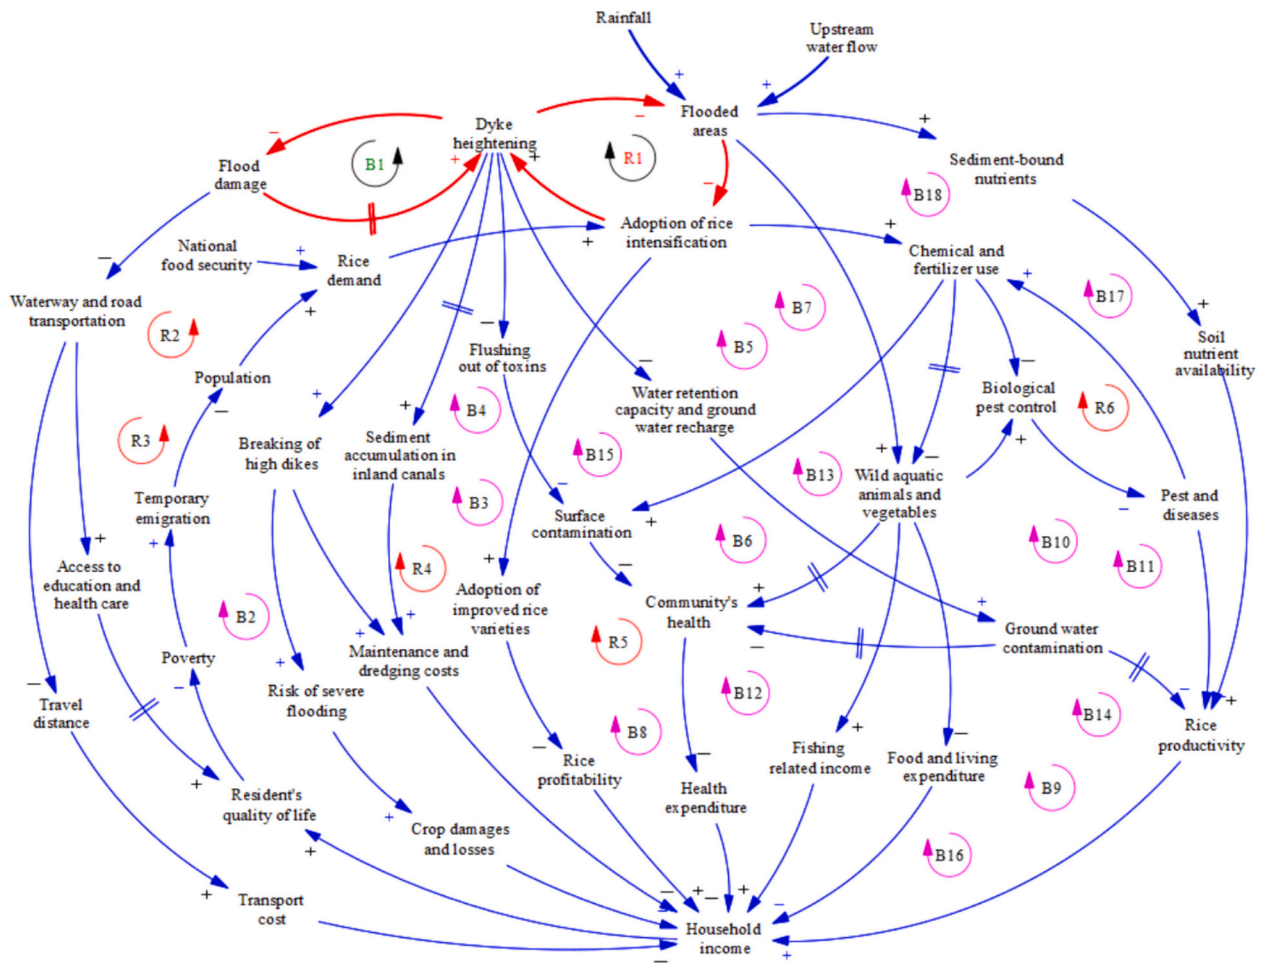 Rainfall
Upstream
water flow
+
+
Flooded
areas
+
Dyke
heightening
−
−
+
+
B1
R1
Flood
damage
−
Sediment-bound
nutrients
B18
Adoption of rice
intensification
+
+
National
food security
+
Rice
demand
+
Chemical and
fertilizer use
+
−
Waterway and road
transportation
R2
B7
B17
+
Soil
nutrient
availability
−
Flushing
out of toxins
B5
−
Water retention
capacity and ground
water recharge
−
Biological
pest control
+
R6
Population
−
+
+
B4
R3
Breaking of
high dikes
Sediment
accumulation in
inland canals
B15
+
−
Wild aquatic
animals and
vegetables
B13
B3
−
Surface
contamination
+
−
Pest and
diseases
Temporary
emigration
+
+
Access to
education and
health care
R4
+
Adoption of
improved rice
varieties
B6
−
B10
B11
+
Community's
health
−
+
Ground water
contamination
B2
+
+
Maintenance and
dredging costs
R5
Poverty
−
+
Risk of severe
flooding
−
Travel
distance
B12
B8
−
B14
−
+
Rice
productivity
−
Rice
profitability
−
Health
expenditure
+
Fishing
related income
−
Food and living
expenditure
B9
+
Resident's
quality of life
+
+
Crop damages
and losses
B16
+
Transport
cost
−
−
+
−
+
−
Household
income
−
+